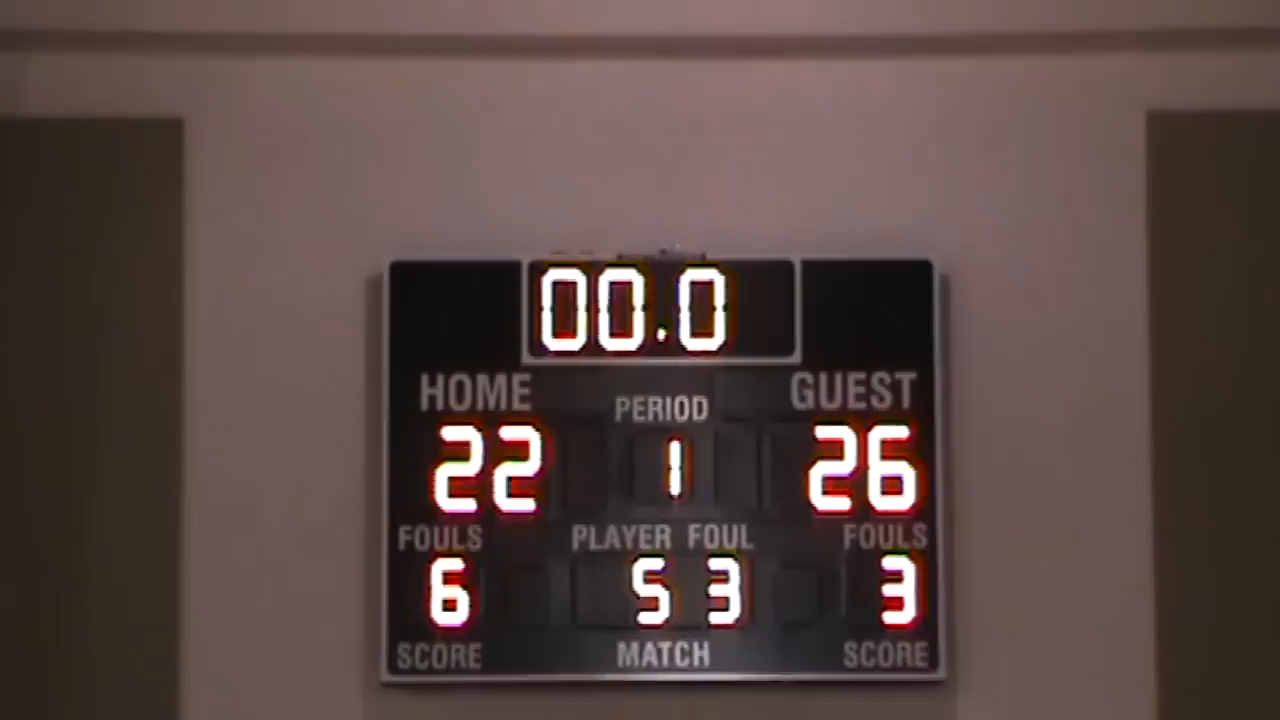 00.0
HOME PERIOD GUEST
22 1 26
FOULS PLAYER FOUL FOULS
6 5 3 3
SCORE MATCH SCORE